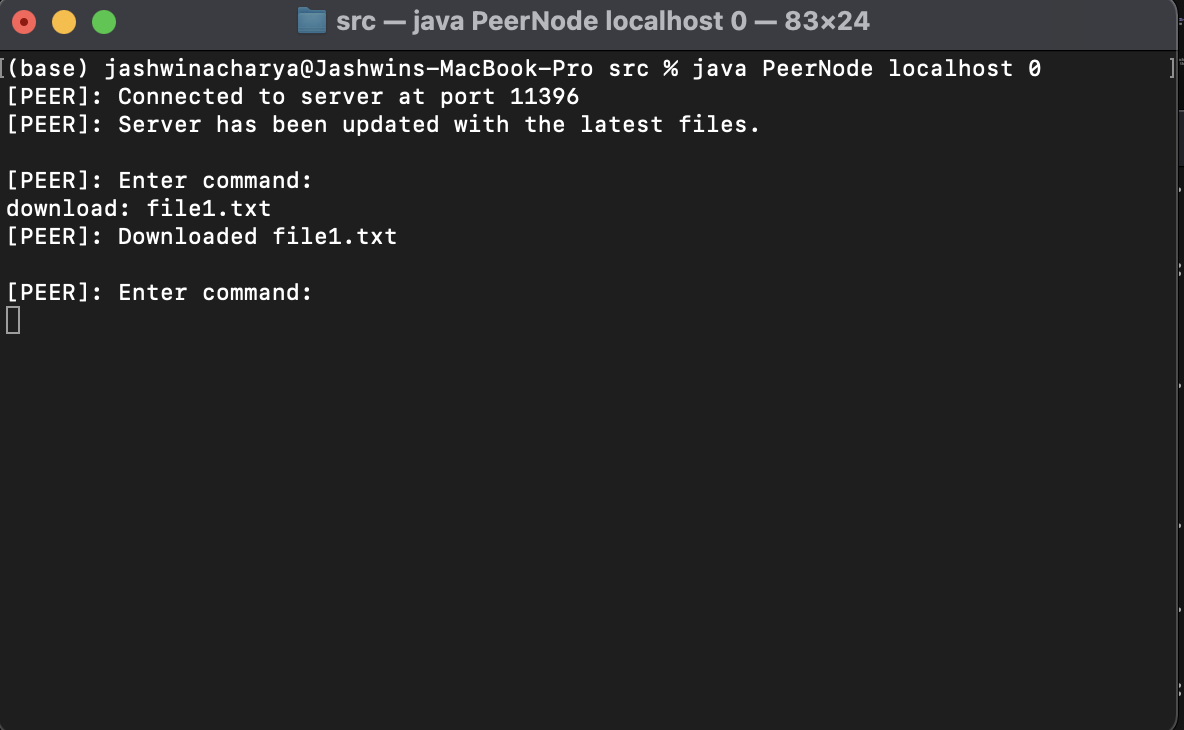 src — java PeerNode localhost 0 — 83×24
[(base) jashwinacharya@Jashwins-MacBook-Pro src % java PeerNode localhost 0 ]
[PEER]: Connected to server at port 11396
[PEER]: Server has been updated with the latest files.
[PEER]: Enter command:
download: file1.txt
[PEER]: Downloaded file1.txt
[PEER]: Enter command: